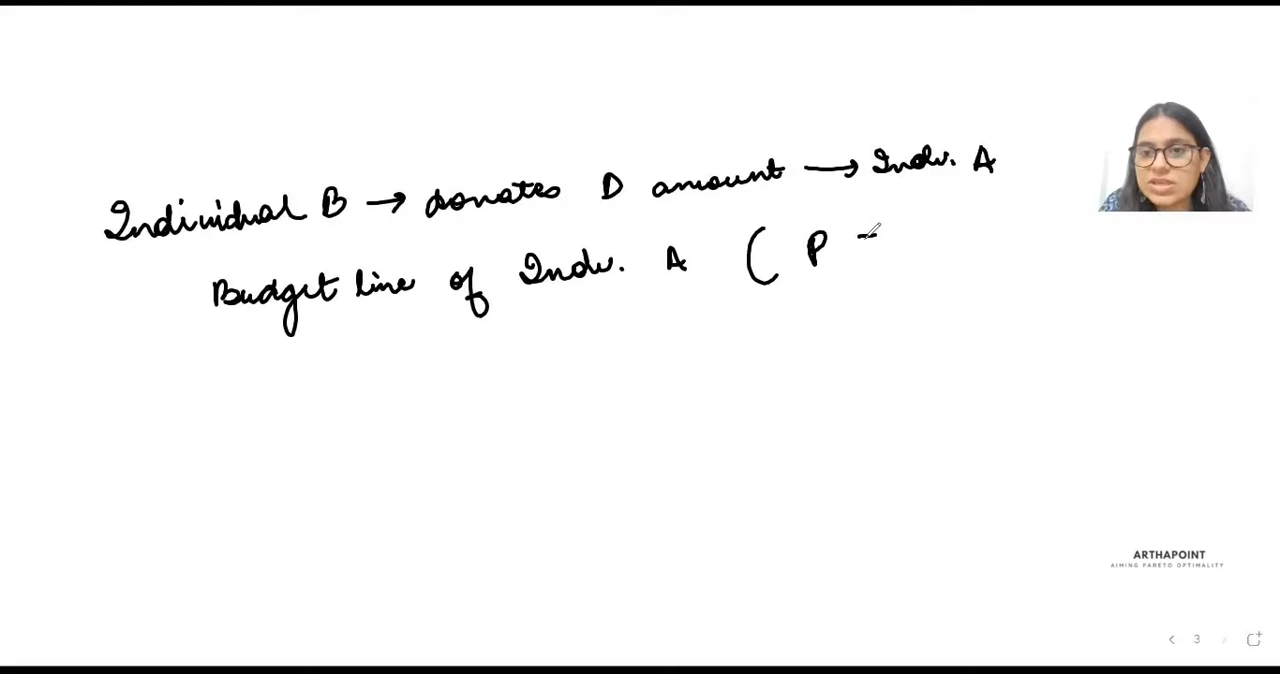 Individual B → donates D amount → Indv. A
Budget line of Indv. A ( P -
ARTHAPOINT
AIMING PARETO OPTIMALITY
< 3